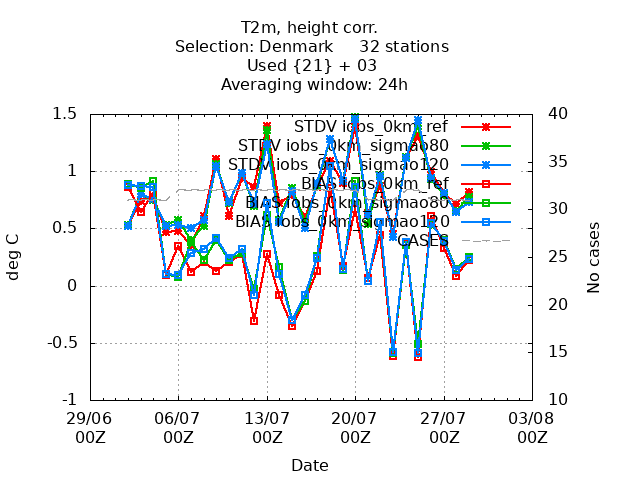 T2m, height corr.
Selection: Denmark 32 stations
Used {21} + 03
Averaging window: 24h
1.5
1
0.5
0
-0.5
-1
40
35
30
25
20
15
10
STDV iobs_0km_ref
STDV iobs_0km_sigmao80
STDV iobs_0km_sigmao120
BIAS iobs_0km_ref
BIAS iobs_0km_sigmao80
BIAS iobs_0km_sigmao120
CASES
deg C
No cases
29/06 06/07 13/07 20/07 27/07 03/08
00Z 00Z 00Z 00Z 00Z 00Z
Date